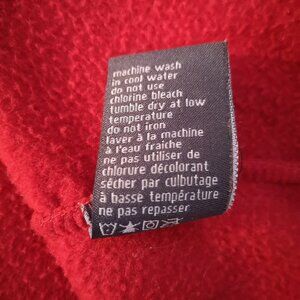 machine wash
in cool water
do not use
chlorine bleach
tumble dry at low
temperature
do not iron
laver à la machine
à l'eau fraiche
ne pas utiliser de
chlorure décolorant
sécher par culbutage
à basse température
ne pas repasser